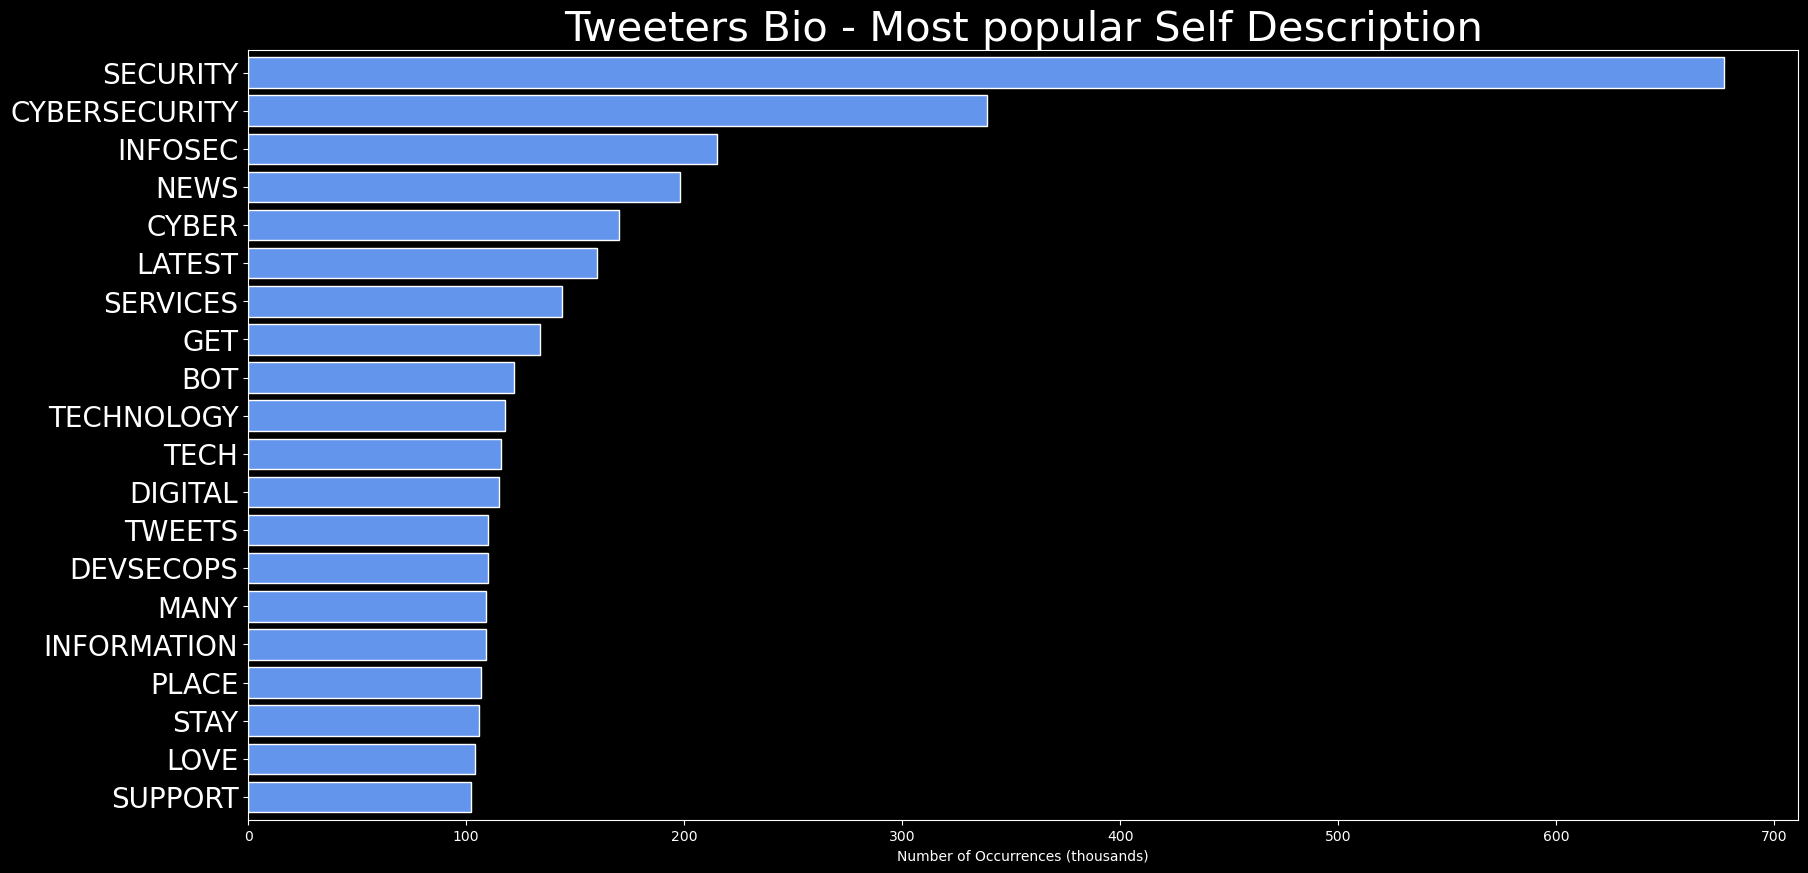 Tweeters Bio - Most popular Self Description
SECURITY
CYBERSECURITY
INFOSEC
NEWS
CYBER
LATEST
SERVICES
GET
BOT
TECHNOLOGY
TECH
DIGITAL
TWEETS
DEVSECOPS
MANY
INFORMATION
PLACE
STAY
LOVE
SUPPORT
0 100 200 300 400 500 600 700
Number of Occurrences (thousands)